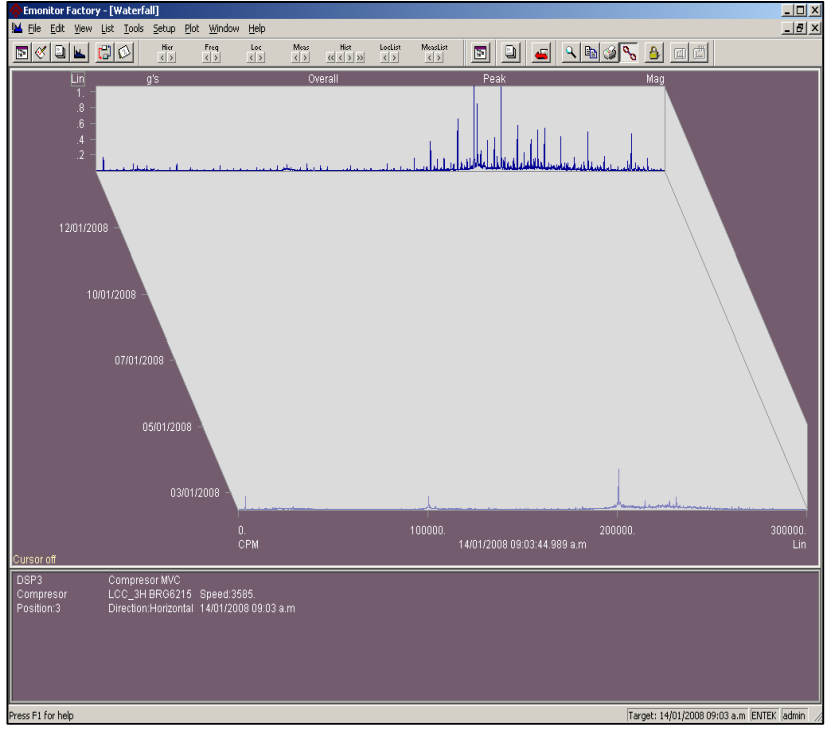 Emonitor Factory - [Waterfall]
File Edit View List Tools Setup Plot Window Help
Hier Freq Loc Meas Hist LocList MeasList
Lin g's Overall Peak Mag
1.
.8
.6
.4
.2
12/01/2008
10/01/2008
07/01/2008
05/01/2008
03/01/2008
0. 100000. 200000. 300000.
CPM 14/01/2008 09:03:44.989 a.m Lin
Cursor off
DSP3 Compresor MVC
Compresor LCC_3H BRG6215 Speed:3585.
Position:3 Direction:Horizontal 14/01/2008 09:03 a.m
Press F1 for help Target: 14/01/2008 09:03 a.m ENTEK admin